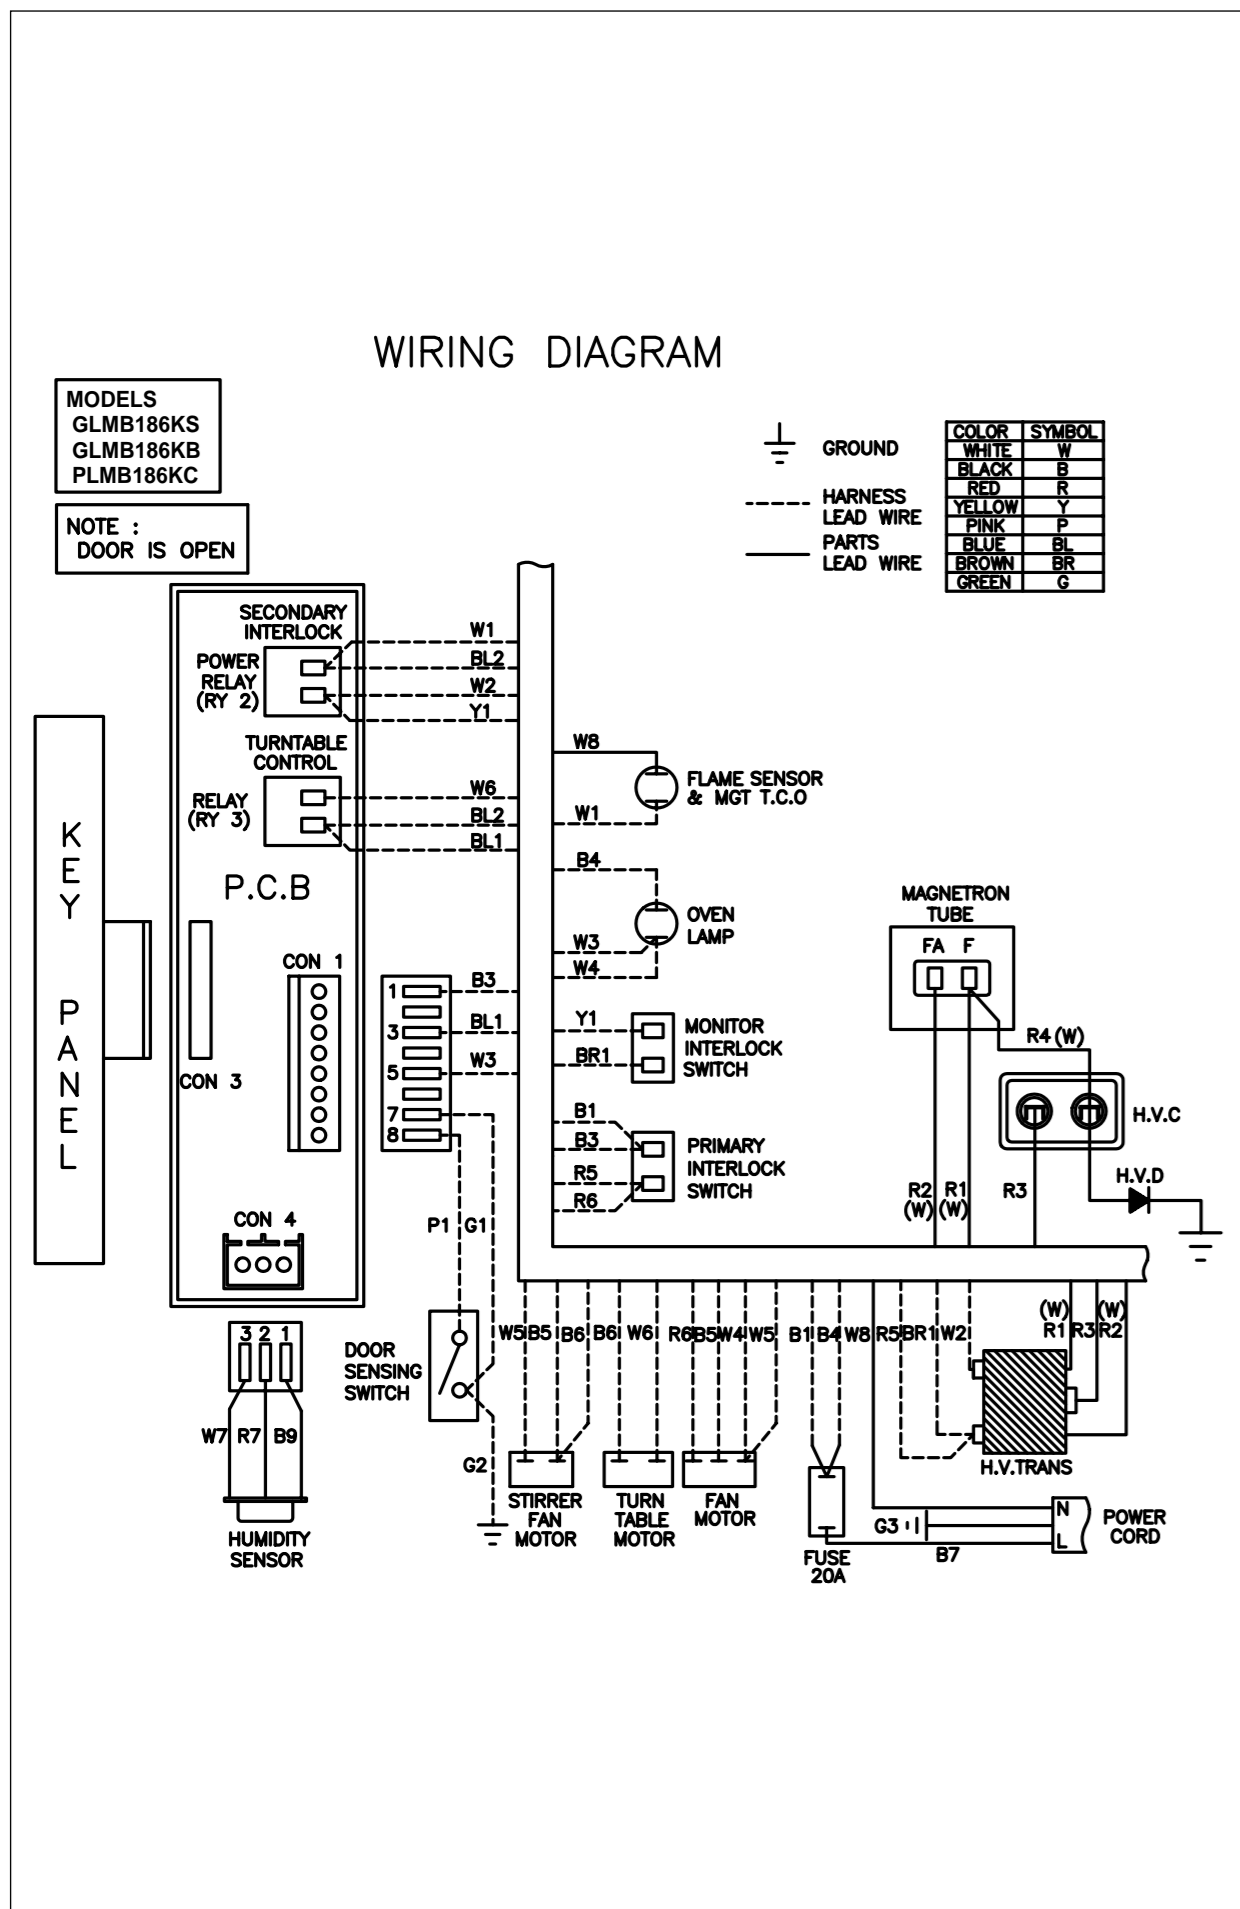 WIRING DIAGRAM
MODELS
GLMB186KS
GLMB186KB
PLMB186KC
NOTE :
DOOR IS OPEN
GROUND
HARNESS
LEAD WIRE
PARTS
LEAD WIRE
COLOR SYMBOL
WHITE W
BLACK B
RED R
YELLOW Y
PINK P
BLUE BL
BROWN BR
GREEN G
KEY PANEL
SECONDARY
INTERLOCK
POWER
RELAY
(RY 2)
TURNTABLE
CONTROL
RELAY
(RY 3)
P.C.B
CON 3
CON 1
CON 4
W1
BL2
W2
Y1
W6
BL2
BL1
1
3
5
7
8
B3
BL1
W3
P1 G1
3 2 1
W7 R7 B9
HUMIDITY
SENSOR
DOOR
SENSING
SWITCH
G2
W8
W1
FLAME SENSOR
& MGT T.C.O
B4
W3
W4
OVEN
LAMP
Y1
BR1
MONITOR
INTERLOCK
SWITCH
B1
B3
R5
R6
PRIMARY
INTERLOCK
SWITCH
MAGNETRON
TUBE
FA F
R4(W)
H.V.C
H.V.D
R2
(W)
R1
(W)
R3
W5 B5 B6 B6 W6 R6 B5 W4 W5 B1 B4 W8 R5 BR1 W2
(W)
R1
R3
(W)
R2
STIRRER
FAN
MOTOR
TURN
TABLE
MOTOR
FAN
MOTOR
H.V.TRANS
FUSE
20A
G3
B7
N
L
POWER
CORD